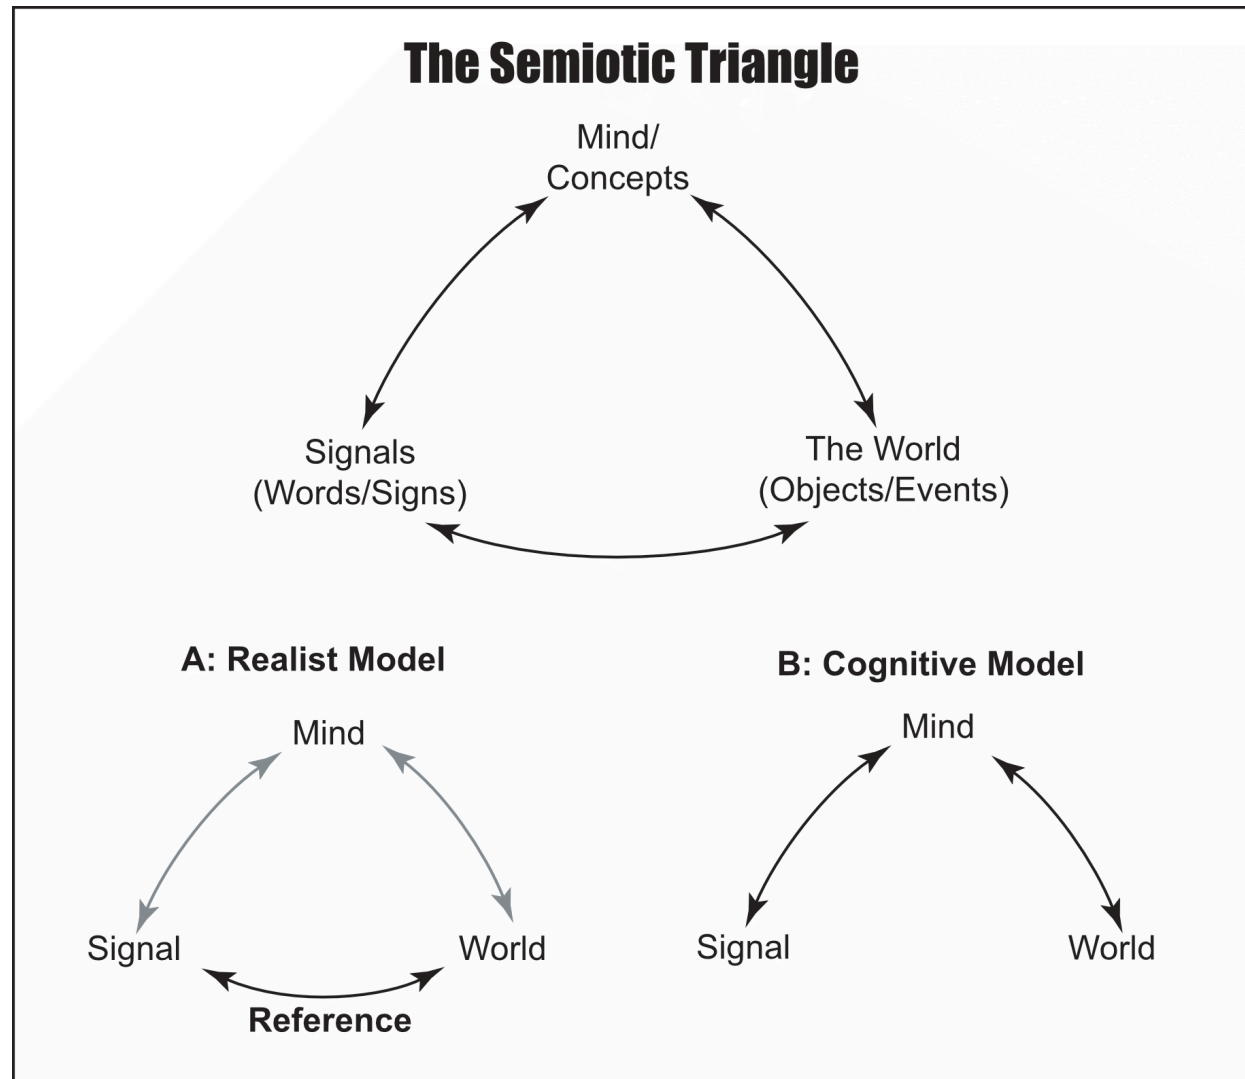 The Semiotic Triangle
Mind/
Concepts
Signals
(Words/Signs)
The World
(Objects/Events)
A: Realist Model
Mind
Signal
World
Reference
B: Cognitive Model
Mind
Signal
World